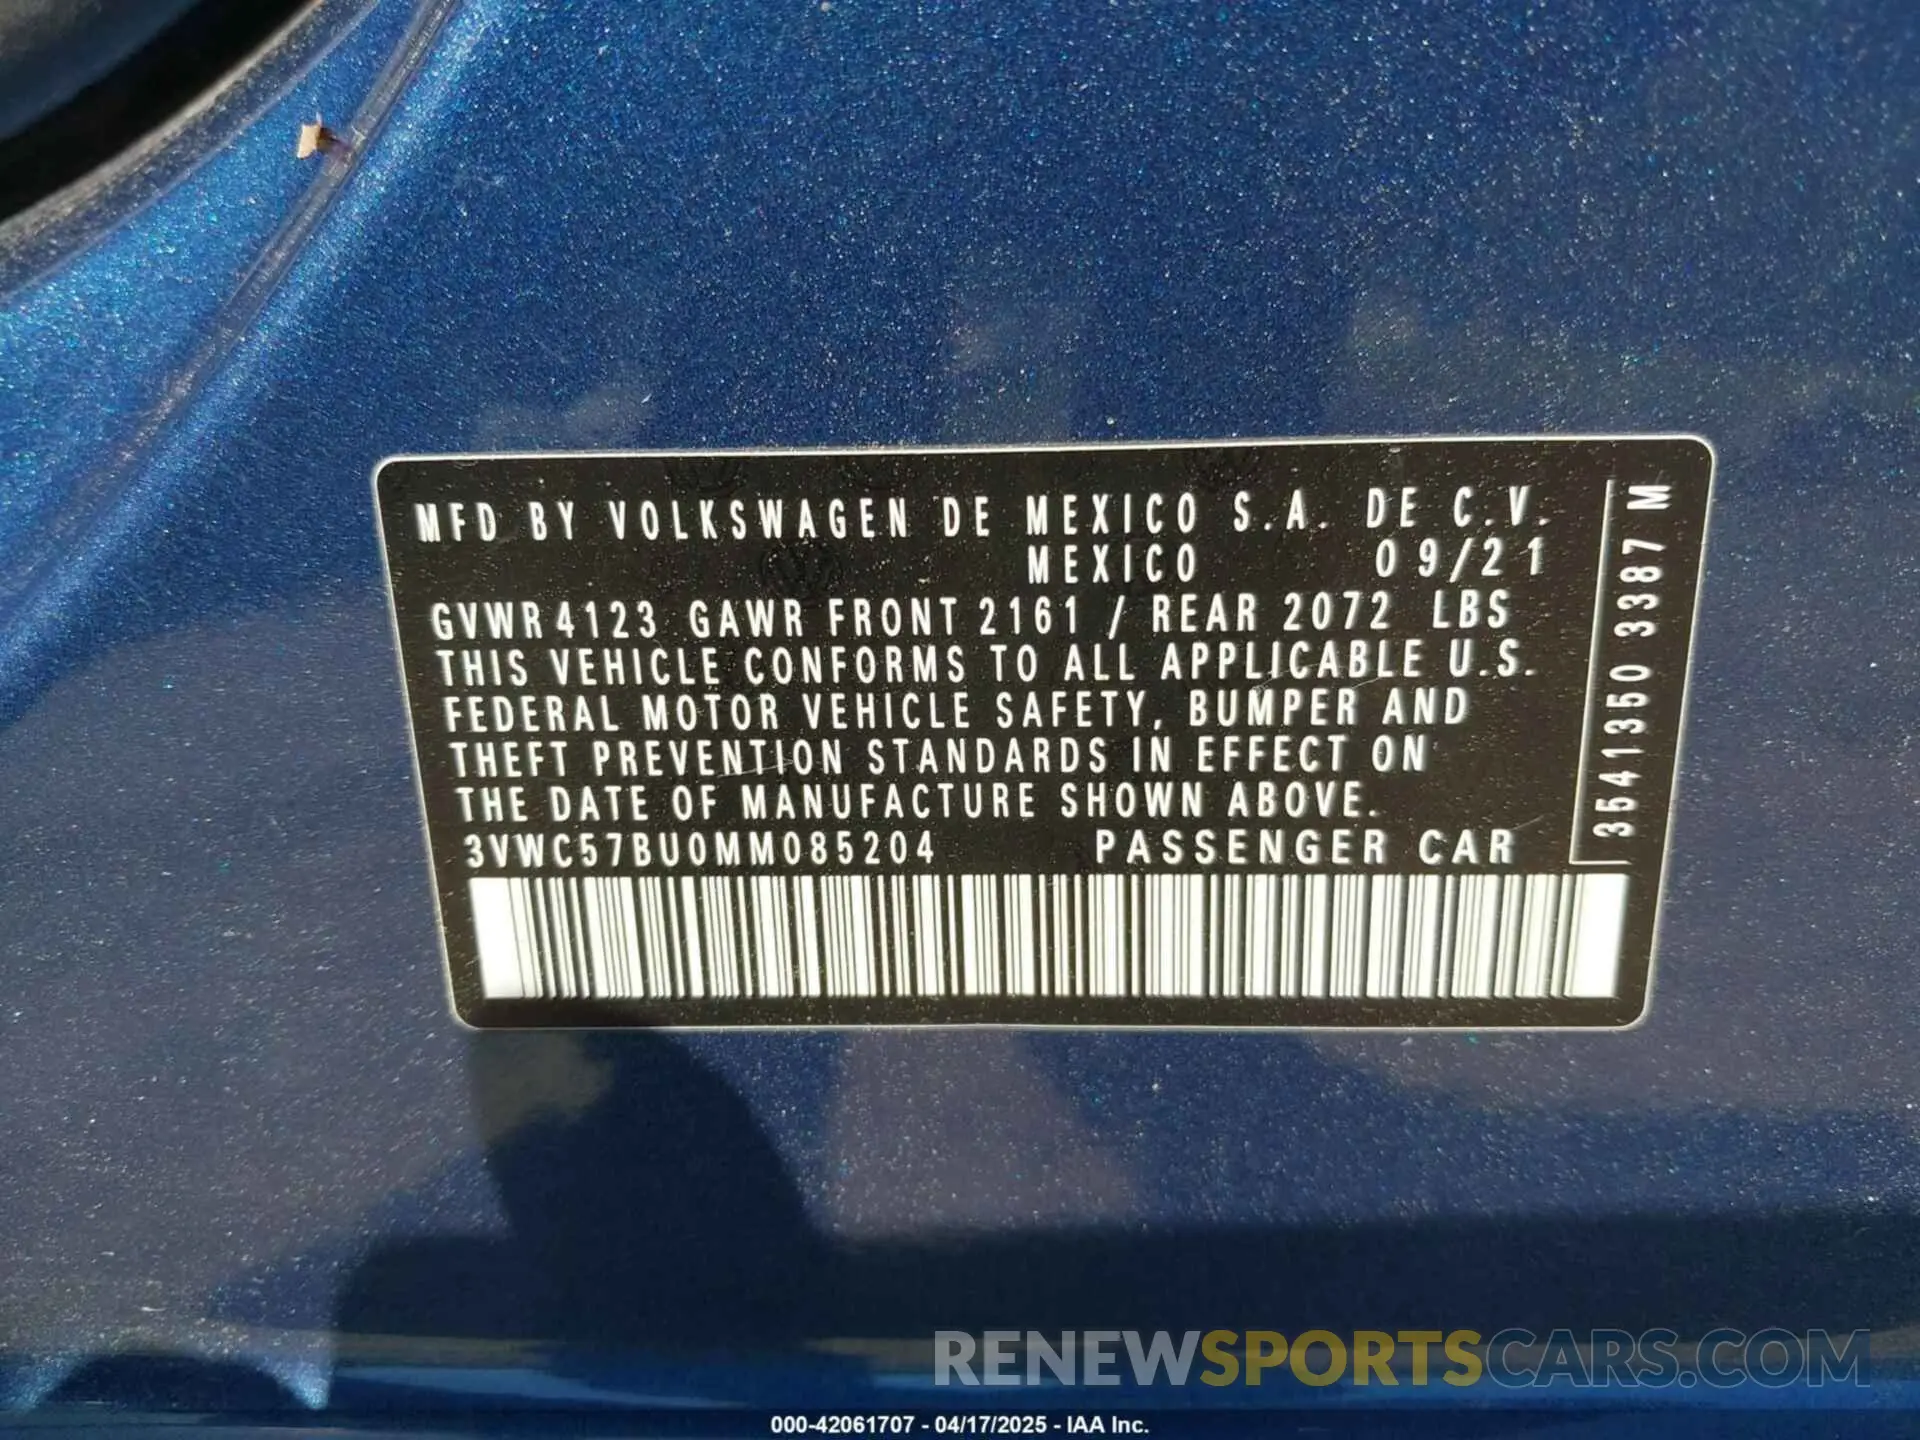 MFD BY VOLKSWAGEN DE MEXICO S.A. DE C.V.
MEXICO 09/21
GVWR 4123 GAWR FRONT 2161 / REAR 2072 LBS
THIS VEHICLE CONFORMS TO ALL APPLICABLE U.S.
FEDERAL MOTOR VEHICLE SAFETY, BUMPER AND
THEFT PREVENTION STANDARDS IN EFFECT ON
THE DATE OF MANUFACTURE SHOWN ABOVE.
3VWC57BU0MM085204 PASSENGER CAR
3541350 3387 M
RENEWSPORTSCARS.COM
000-42061707 - 04/17/2025 - IAA Inc.